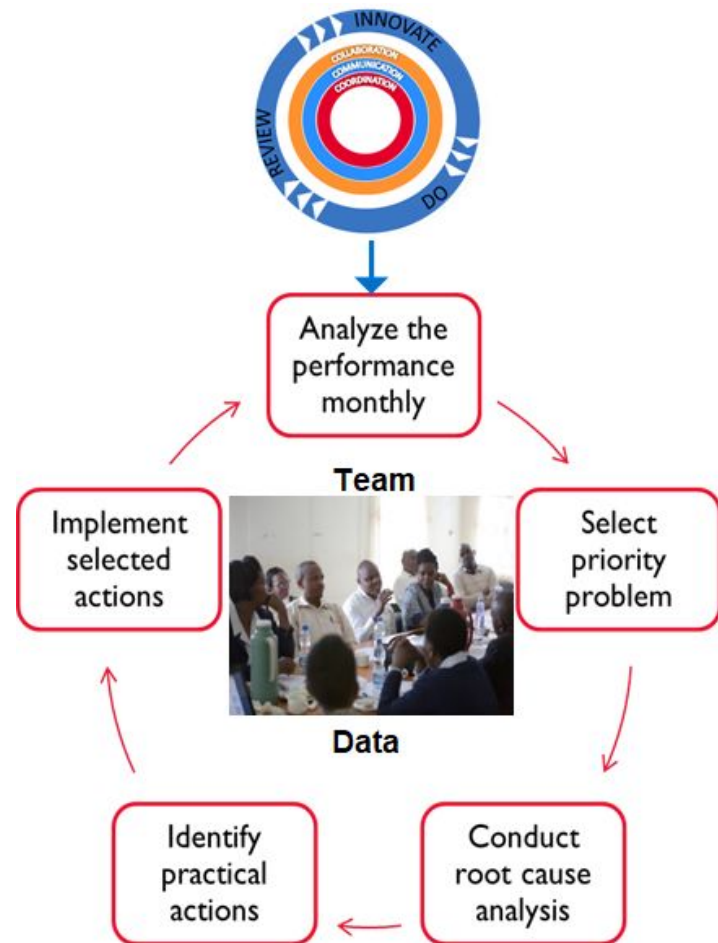 INNOVATE
COLLABORATION
COMMUNICATION
COORDINATION
REVIEW
DO
Analyze the
performance
monthly
Team
Implement
selected
actions
Select
priority
problem
Data
Identify
practical
actions
Conduct
root cause
analysis